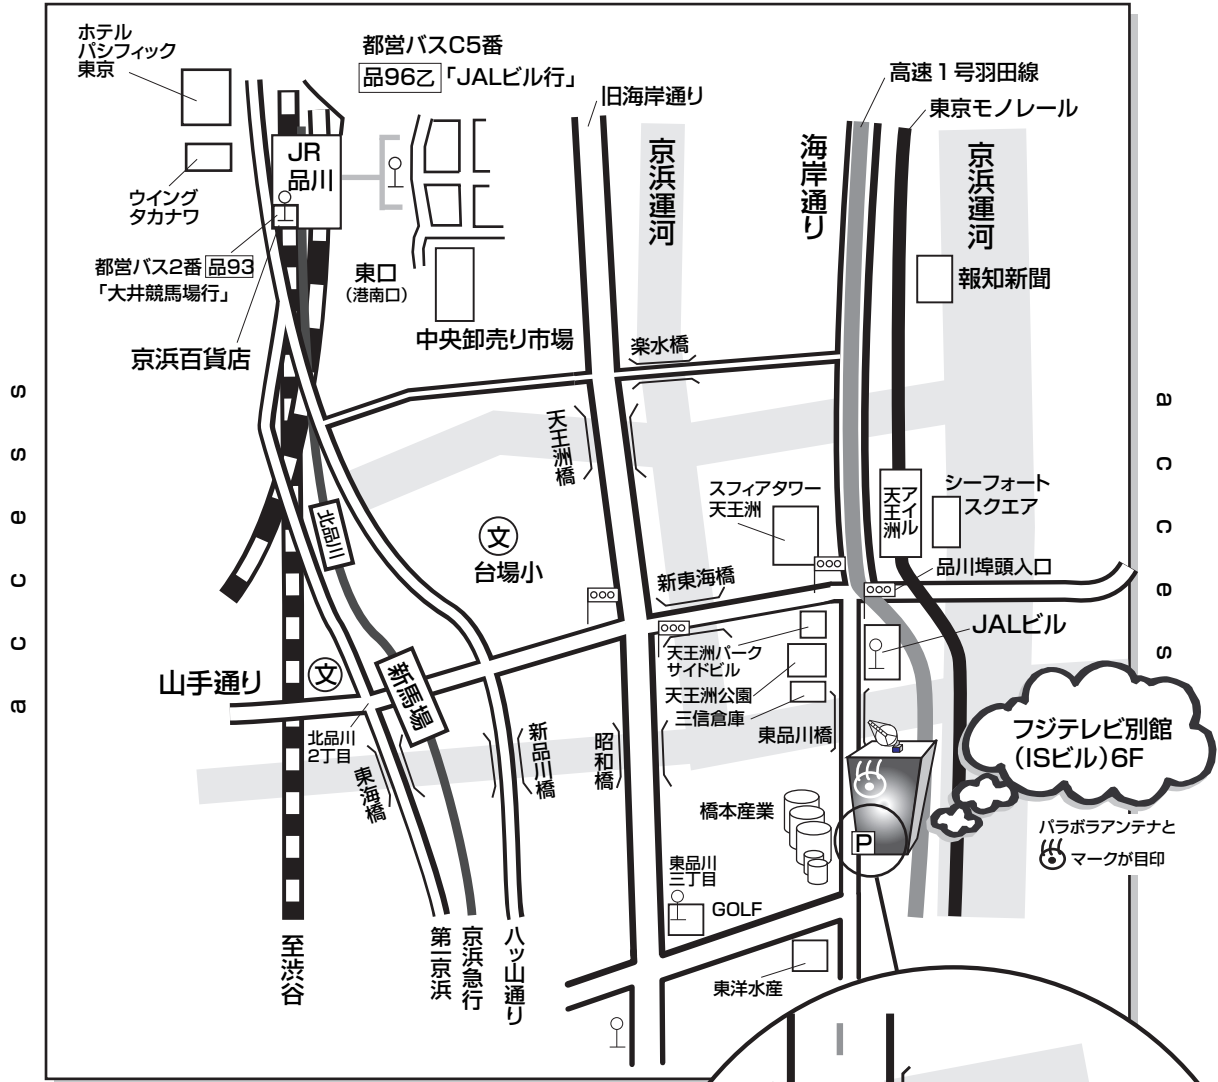 ホテル
パシフィック
東京
都営バスC5番
品96乙「JALビル行」
旧海岸通り
高速1号羽田線
東京モノレール
JR
品川
京浜運河
海岸通り
京浜運河
ウイング
タカナワ
都営バス2番 品93
「大井競馬場行」
東口
(港南口)
報知新聞
中央卸売り市場
京浜百貨店
楽水橋
天王洲橋
access
access
スフィアタワー
天王洲
天王洲
アイル
シーフォート
スクエア
北品川
文
台場小
新東海橋
品川埠頭入口
JALビル
天王洲パーク
サイドビル
天王洲公園
三信倉庫
東品川橋
山手通り
文
新馬場
北品川
2丁目
東海橋
新品川橋
昭和橋
フジテレビ別館
(ISビル)6F
橋本産業
P
パラボラアンテナと
マークが目印
東品川
三丁目
GOLF
至渋谷
第一京浜
京浜急行
八ッ山通り
東洋水産